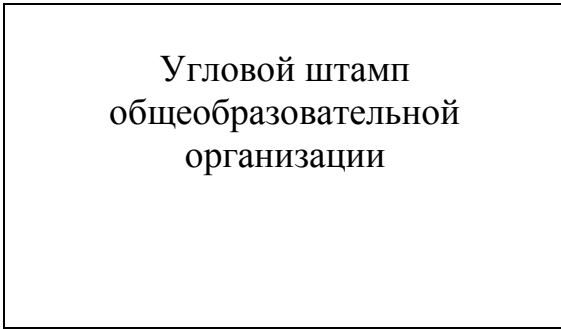 Угловой штамп
общеобразовательной
организации